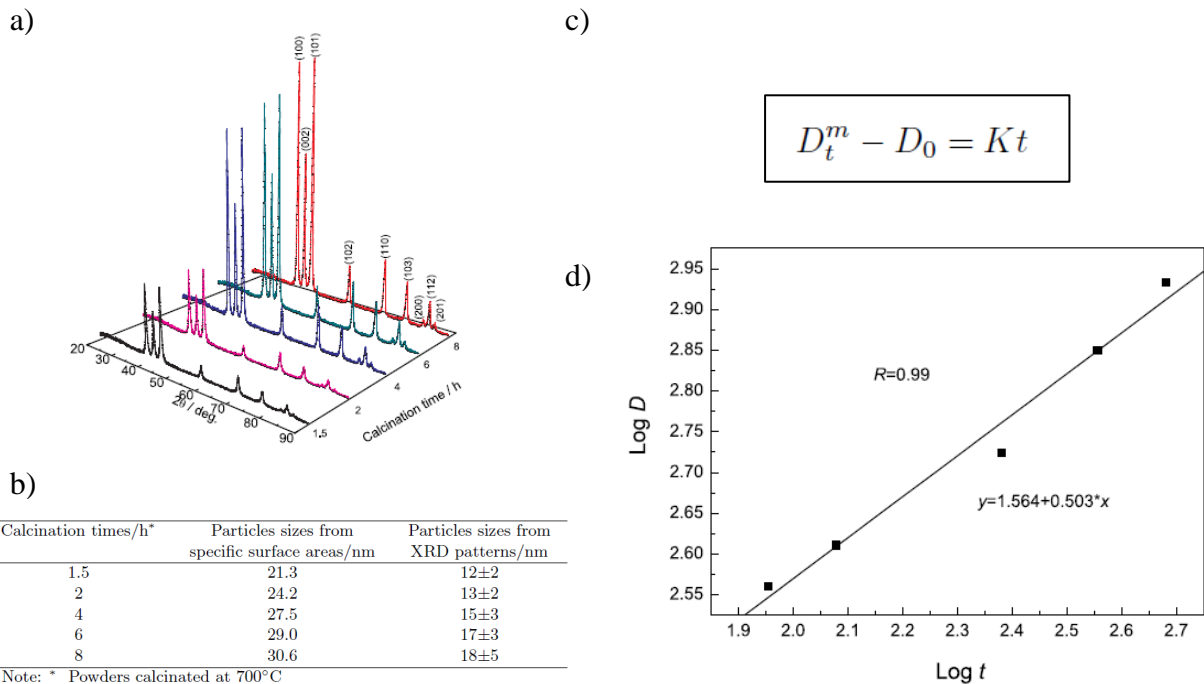 a)
(100)
(101)
(002)
(102)
(110)
(103)
(200)
(112)
(201)
20
30
40
50
60
70
80
90
2θ / deg.
1.5
2
4
6
8
Calcination time / h
b)
Calcination times/h* Particles sizes from specific surface areas/nm Particles sizes from XRD patterns/nm
1.5 21.3 12±2
2 24.2 13±2
4 27.5 15±3
6 29.0 17±3
8 30.6 18±5
Note: * Powders calcinated at 700°C
c)
D_t^m − D_0 = Kt
d)
2.95
2.90
2.85
2.80
2.75
2.70
2.65
2.60
2.55
Log D
R=0.99
y=1.564+0.503*x
1.9 2.0 2.1 2.2 2.3 2.4 2.5 2.6 2.7
Log t